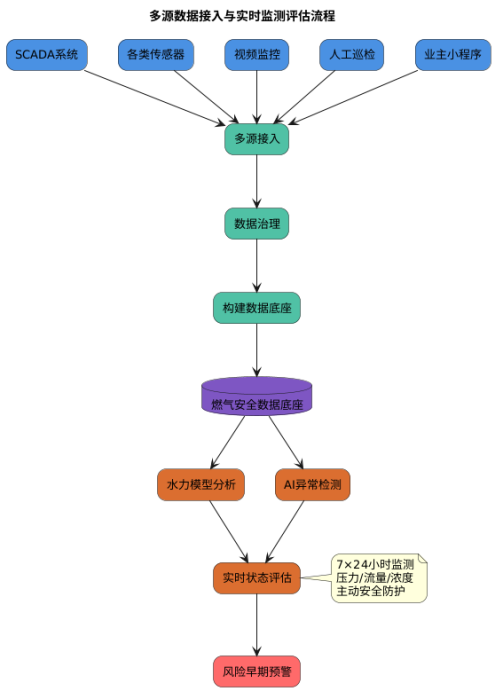 多源数据接入与实时监测评估流程
SCADA系统
各类传感器
视频监控
人工巡检
业主小程序
多源接入
数据治理
构建数据底座
燃气安全数据底座
水力模型分析
AI异常检测
实时状态评估
7×24小时监测
压力/流量/浓度
主动安全防护
风险早期预警